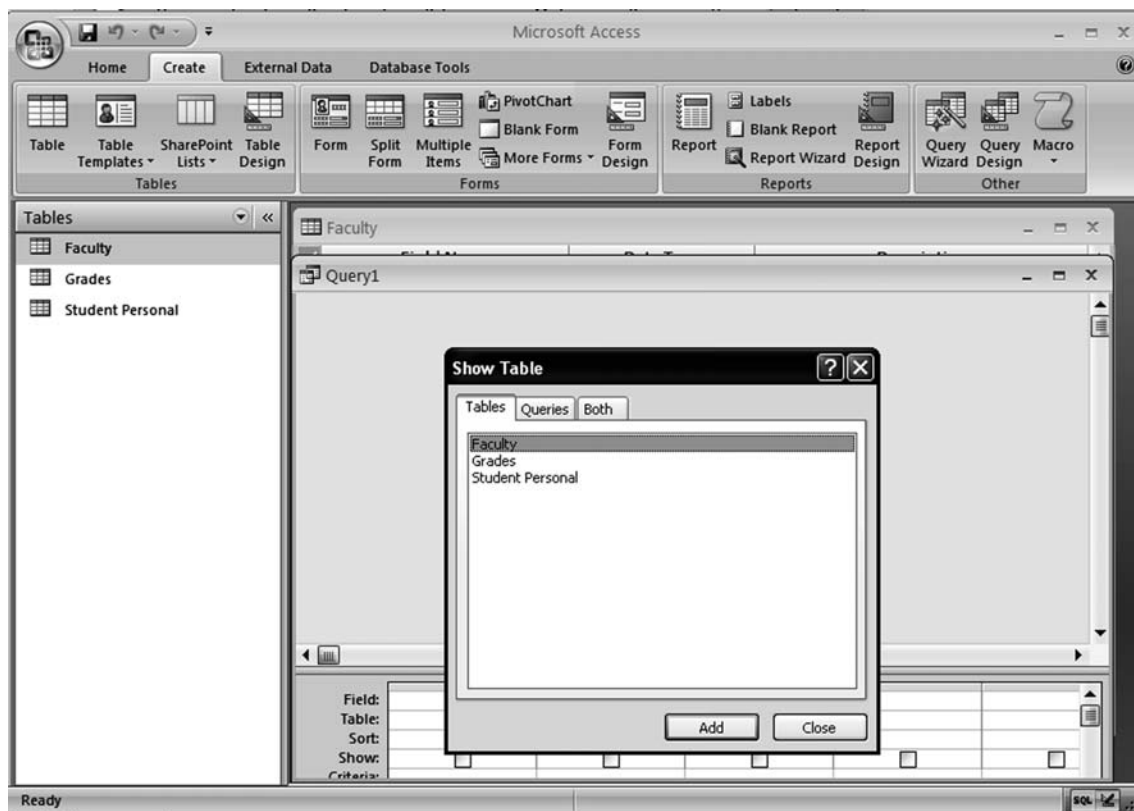 Microsoft Access
Home Create External Data Database Tools
Table
Table Templates
SharePoint Lists
Table Design
Tables
Form
Split Form
Multiple Items
PivotChart
Blank Form
More Forms
Form Design
Forms
Report
Labels
Blank Report
Report Wizard
Report Design
Reports
Query Wizard
Query Design
Macro
Other
Tables
Faculty
Grades
Student Personal
Faculty
Query1
Show Table
Tables Queries Both
Faculty
Grades
Student Personal
Add Close
Field:
Table:
Sort:
Show:
Criteria:
Ready
SQL